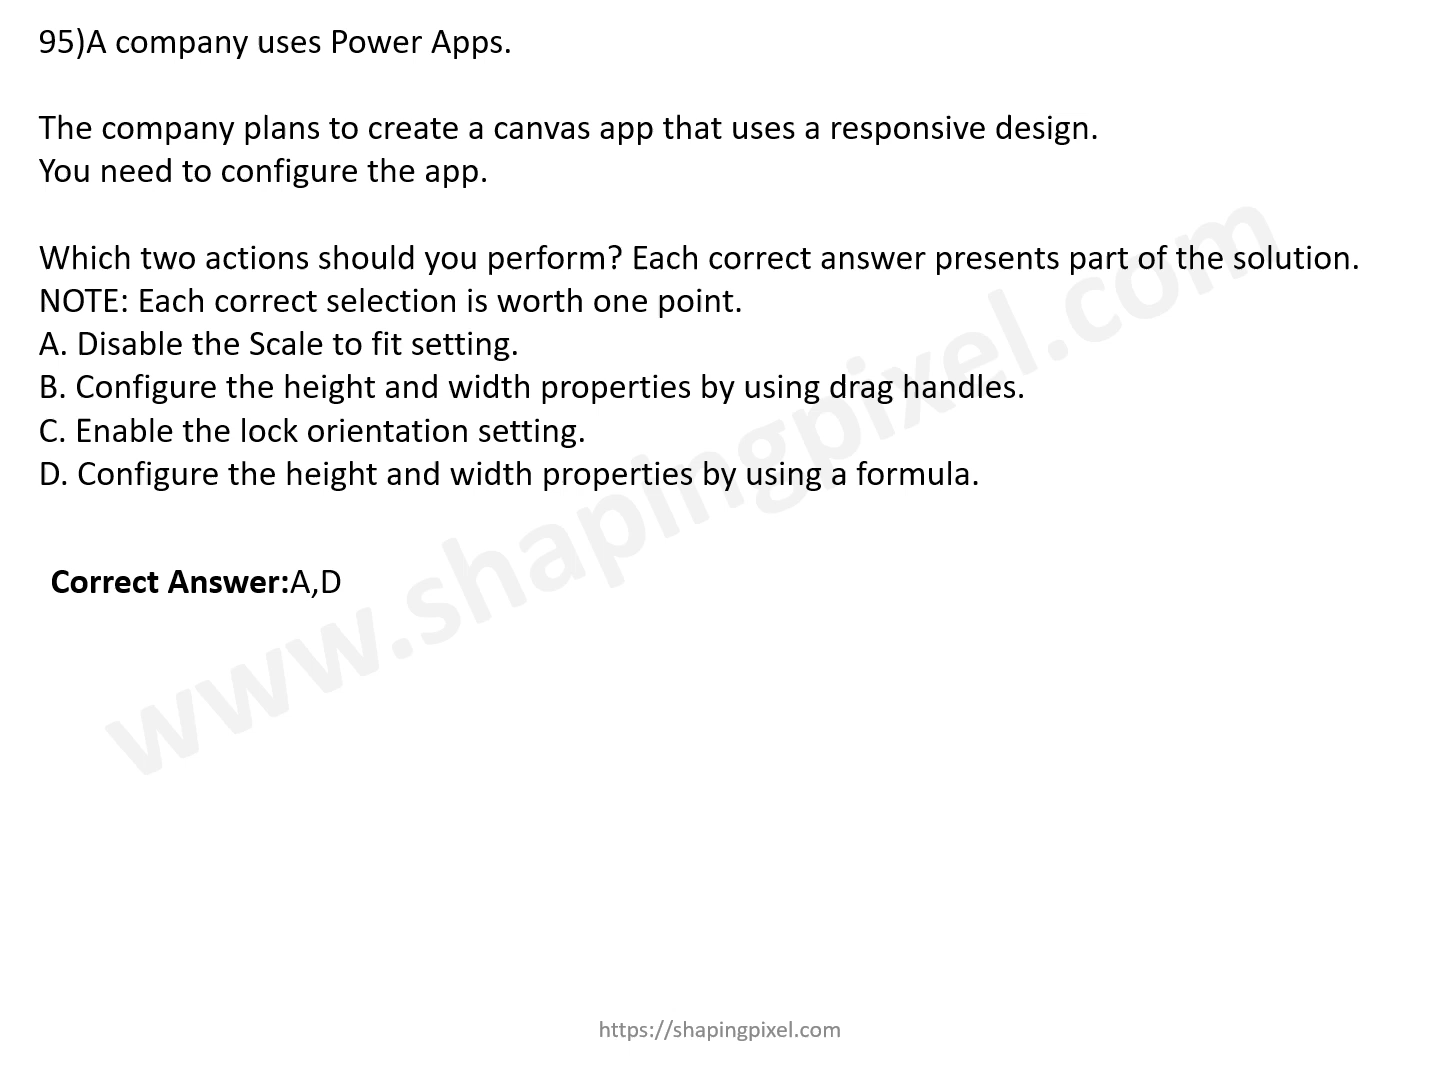 95)A company uses Power Apps.
The company plans to create a canvas app that uses a responsive design.
You need to configure the app.
Which two actions should you perform? Each correct answer presents part of the solution.
NOTE: Each correct selection is worth one point.
A. Disable the Scale to fit setting.
B. Configure the height and width properties by using drag handles.
C. Enable the lock orientation setting.
D. Configure the height and width properties by using a formula.
Correct Answer:A,D
www.shapingpixel.com
https://shapingpixel.com